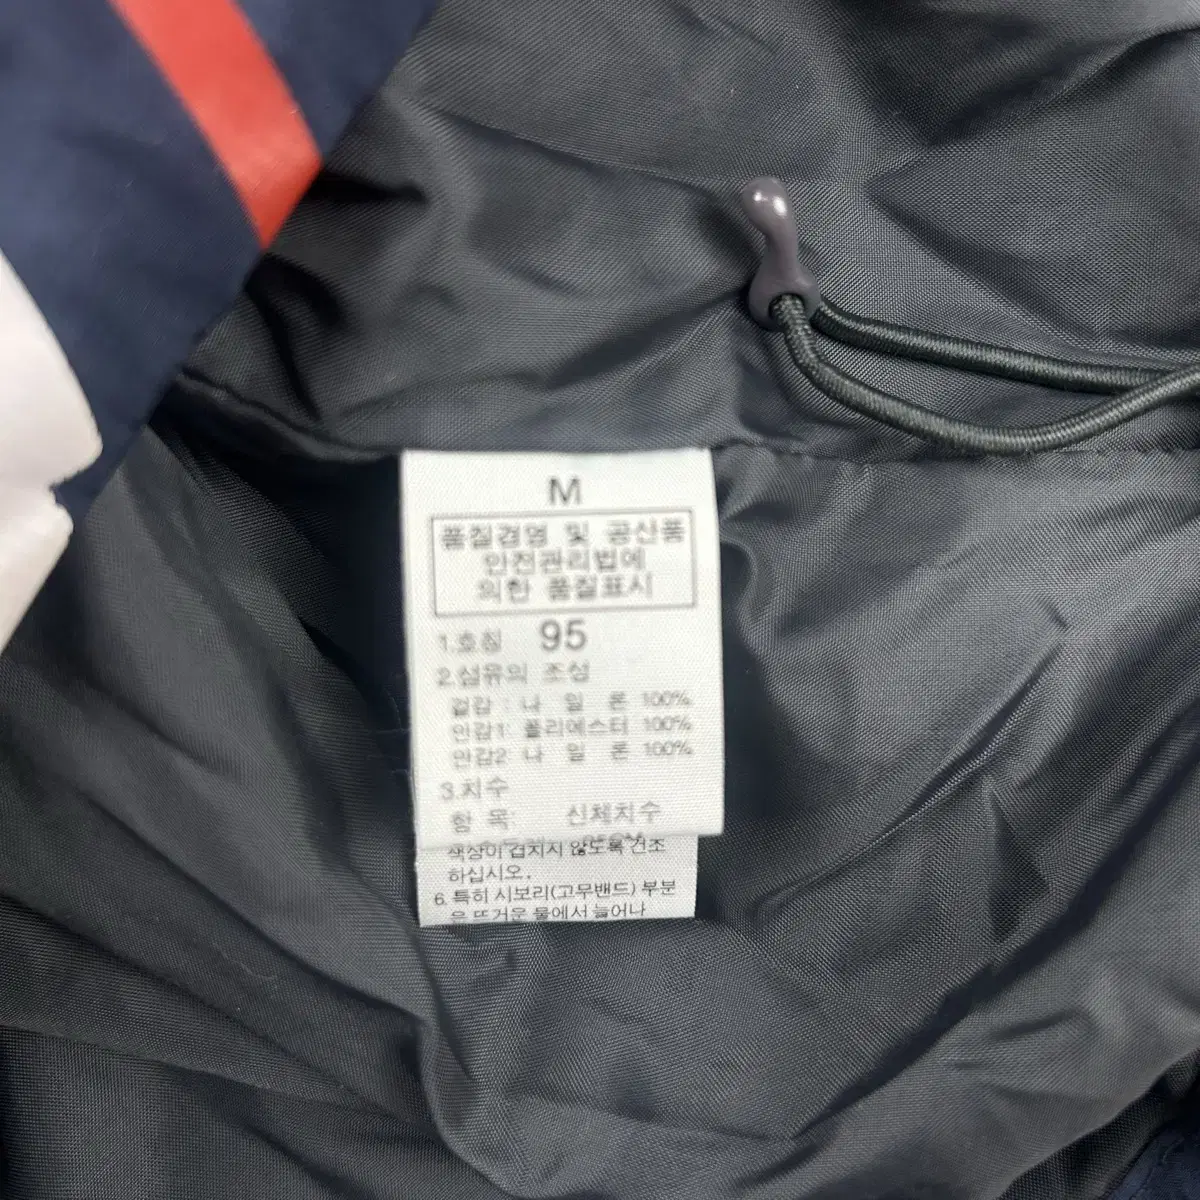 M
품질경영 및 공산품
안전관리법에
의한 품질표시
1.호칭 95
2.섬유의 조성
겉감 : 나 일 론 100%
안감1: 폴리에스터 100%
안감2 나 일 론 100%
3.치수
항 목: 신체치수
색상이 겹치지 않도록 건조
하십시오.
6. 특히 시보리(고무밴드) 부분
은 뜨거운 물에서 늘어나